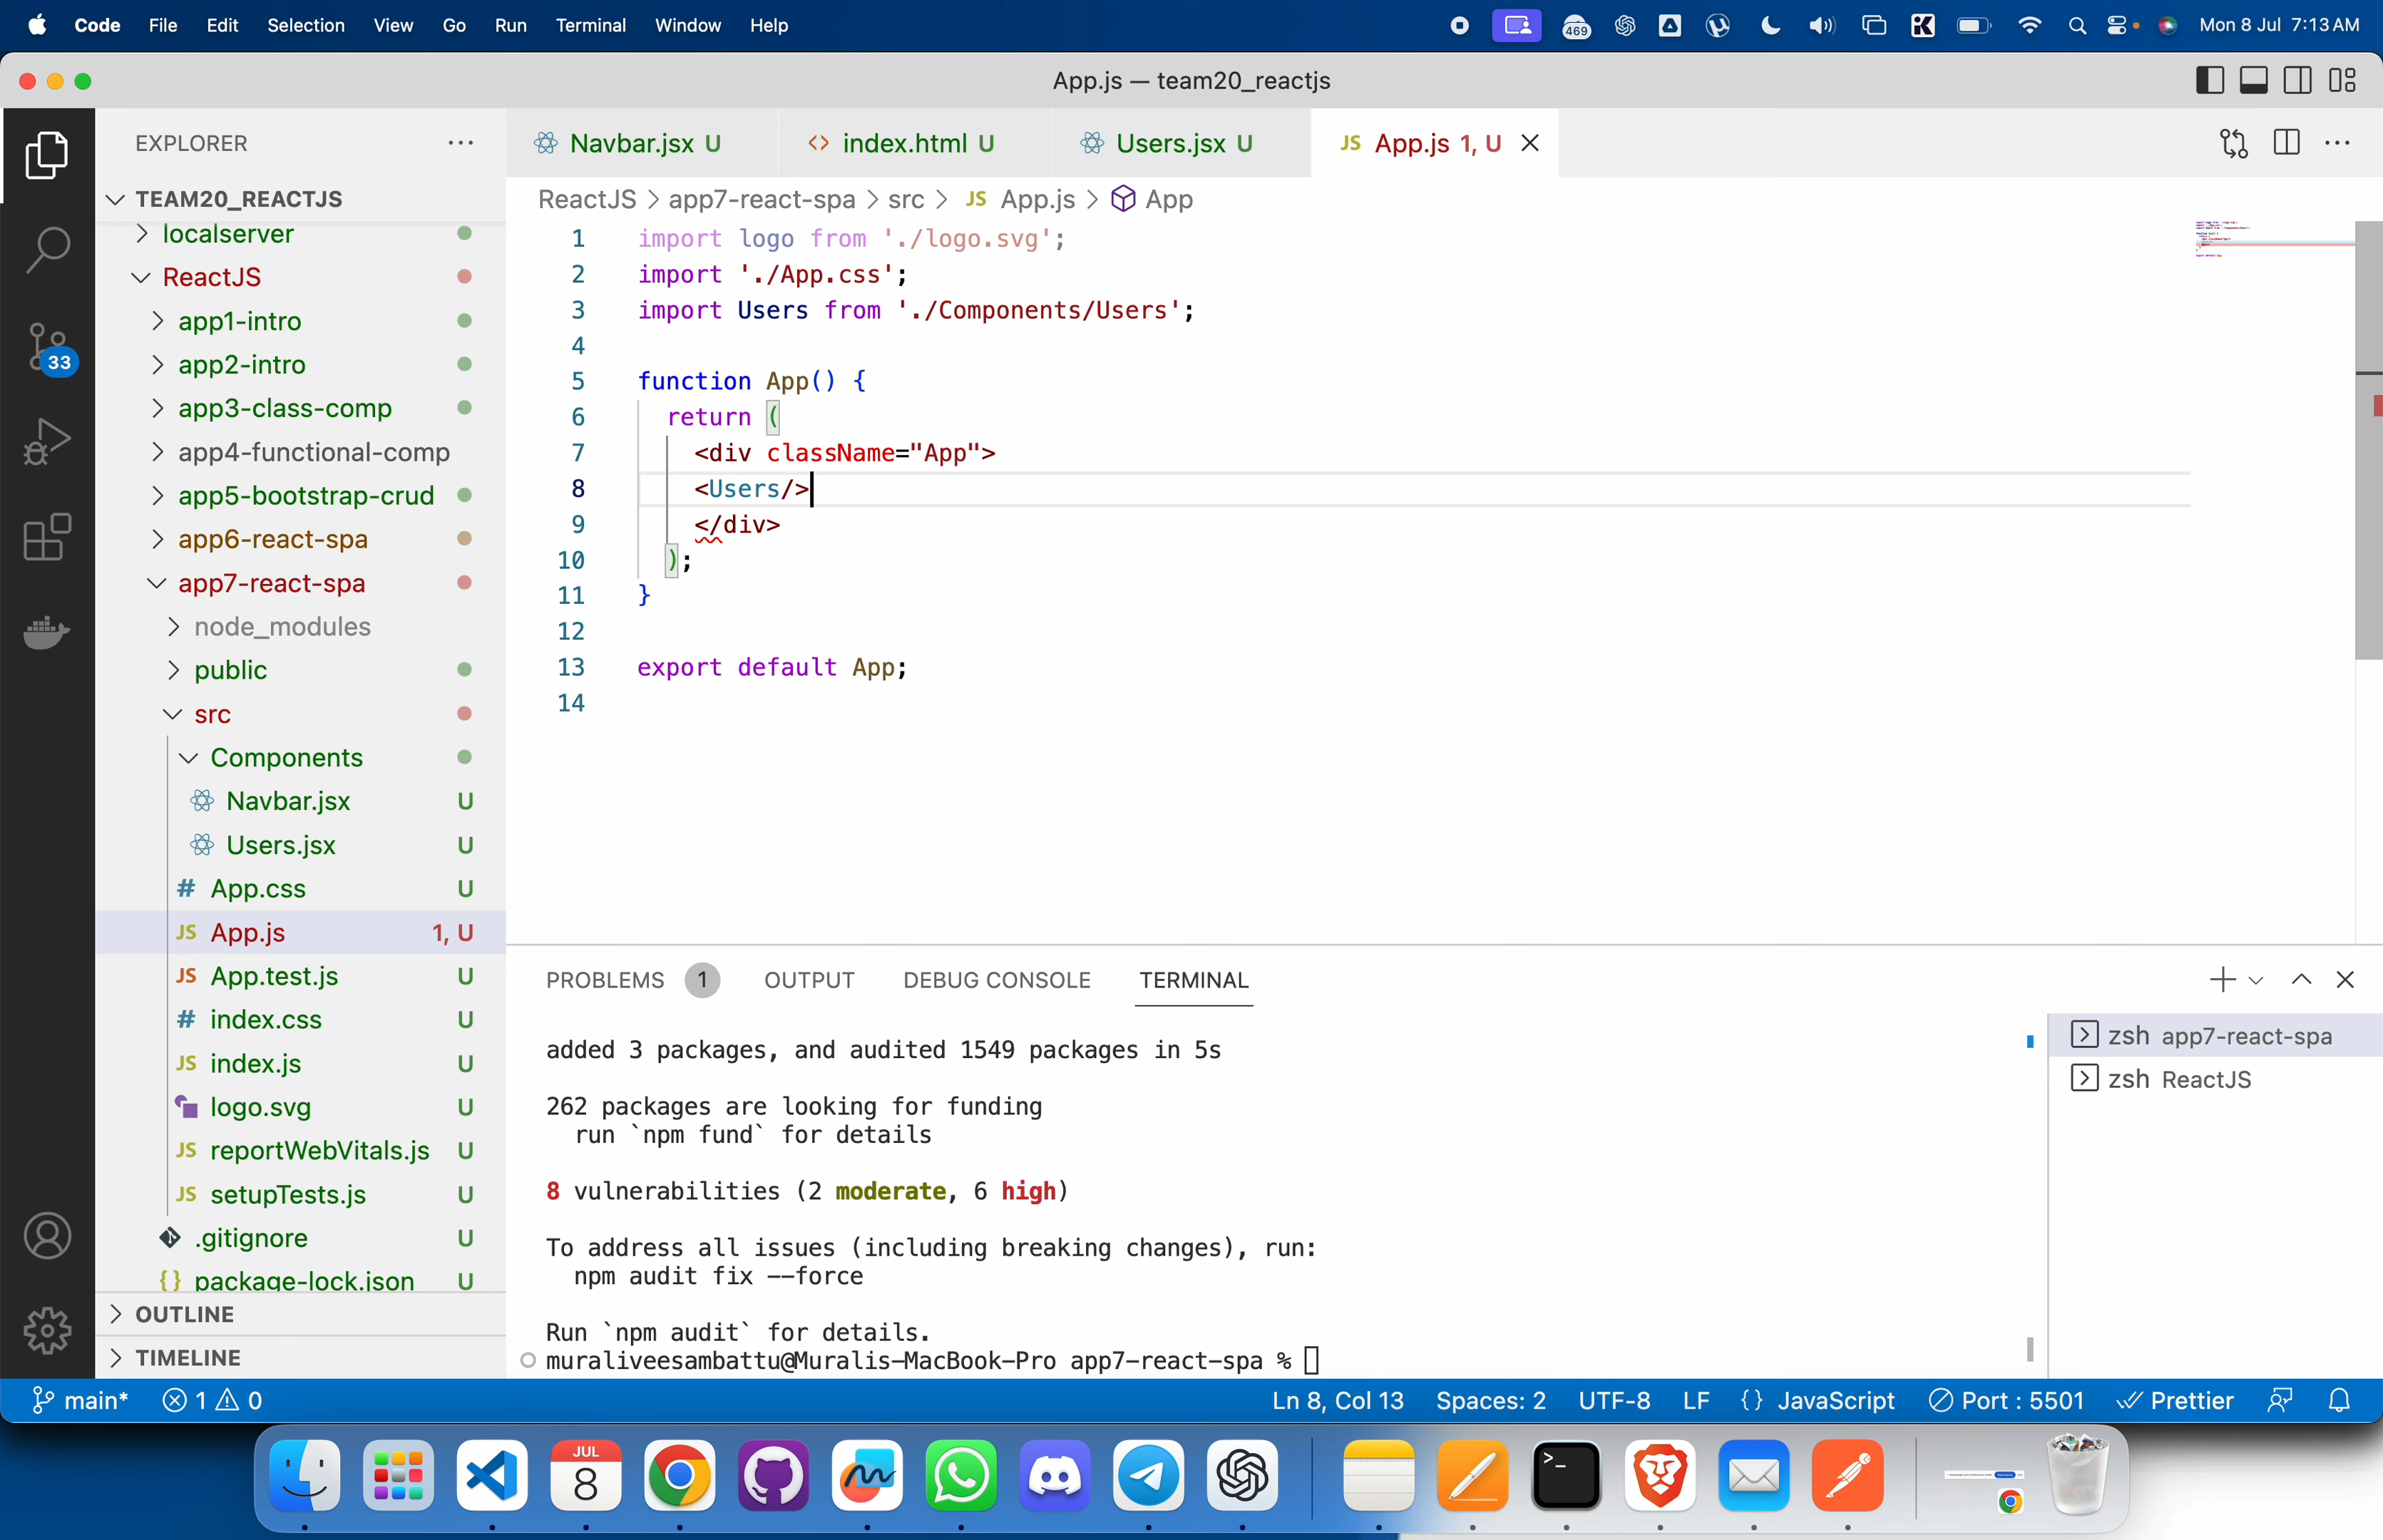 Code File Edit Selection View Go Run Terminal Window Help
469
Mon 8 Jul 7:13 AM
App.js — team20_reactjs
EXPLORER
TEAM20_REACTJS
localserver
ReactJS
app1-intro
app2-intro
app3-class-comp
app4-functional-comp
app5-bootstrap-crud
app6-react-spa
app7-react-spa
node_modules
public
src
Components
Navbar.jsx U
Users.jsx U
# App.css U
JS App.js 1, U
JS App.test.js U
# index.css U
JS index.js U
logo.svg U
JS reportWebVitals.js U
JS setupTests.js U
.gitignore U
{} package-lock.json U
OUTLINE
TIMELINE
33
Navbar.jsx U
<> index.html U
Users.jsx U
JS App.js 1, U
ReactJS > app7-react-spa > src > JS App.js > App
1 import logo from './logo.svg';
2 import './App.css';
3 import Users from './Components/Users';
4
5 function App() {
6 return (
7 <div className="App">
8 <Users/>
9 </div>
10 );
11 }
12
13 export default App;
14
PROBLEMS 1 OUTPUT DEBUG CONSOLE TERMINAL
added 3 packages, and audited 1549 packages in 5s
262 packages are looking for funding
run `npm fund` for details
8 vulnerabilities (2 moderate, 6 high)
To address all issues (including breaking changes), run:
npm audit fix --force
Run `npm audit` for details.
muraliveesambattu@Muralis-MacBook-Pro app7-react-spa %
zsh app7-react-spa
zsh ReactJS
main* 1 0
Ln 8, Col 13 Spaces: 2 UTF-8 LF {} JavaScript Port : 5501 Prettier
JUL
8